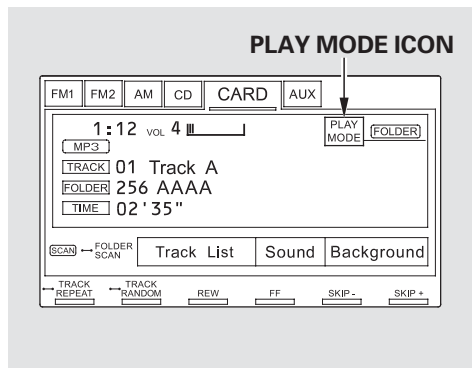 PLAY MODE ICON
FM1 FM2 AM CD CARD AUX
1:12 VOL 4
PLAY MODE
FOLDER
MP3
TRACK 01 Track A
FOLDER 256 AAAA
TIME 02'35"
SCAN FOLDER SCAN Track List Sound Background
TRACK REPEAT TRACK RANDOM REW FF SKIP - SKIP +